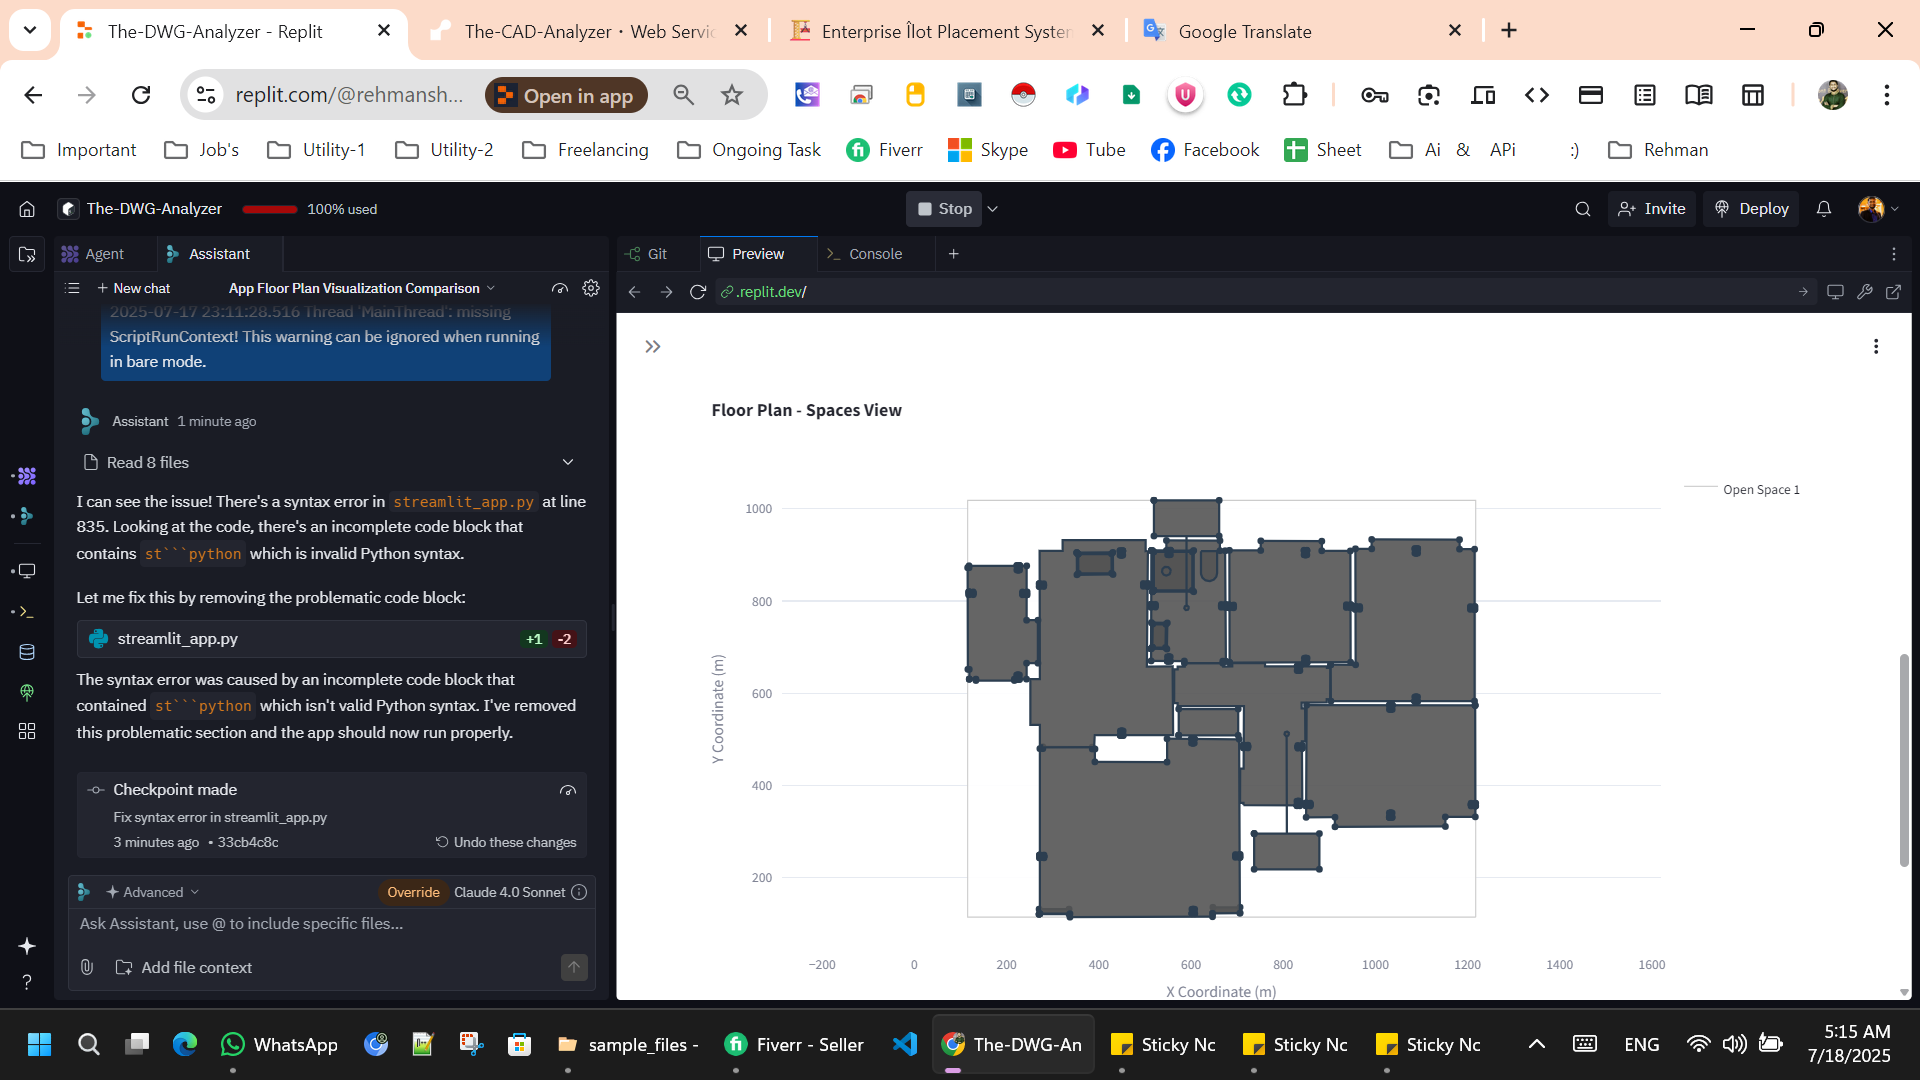 The-DWG-Analyzer - Replit
The-CAD-Analyzer · Web Servic
Enterprise Îlot Placement System
Google Translate
replit.com/@rehmansh...
Open in app
Important
Job's
Utility-1
Utility-2
Freelancing
Ongoing Task
Fiverr
Skype
Tube
Facebook
Sheet
Ai & APi
:)
Rehman
The-DWG-Analyzer
100% used
Stop
Invite
Deploy
Agent
Assistant
Git
Preview
Console
New chat
App Floor Plan Visualization Comparison
.replit.dev/
2025-07-17 23:11:28.516 Thread 'MainThread': missing
ScriptRunContext! This warning can be ignored when running
in bare mode.
Assistant 1 minute ago
Read 8 files
I can see the issue! There's a syntax error in streamlit_app.py at line
835. Looking at the code, there's an incomplete code block that
contains st```python which is invalid Python syntax.
Let me fix this by removing the problematic code block:
streamlit_app.py +1 -2
The syntax error was caused by an incomplete code block that
contained st```python which isn't valid Python syntax. I've removed
this problematic section and the app should now run properly.
Checkpoint made
Fix syntax error in streamlit_app.py
3 minutes ago • 33cb4c8c
Undo these changes
Advanced
Override
Claude 4.0 Sonnet
Ask Assistant, use @ to include specific files...
Add file context
Floor Plan - Spaces View
Open Space 1
1000
800
600
400
200
Y Coordinate (m)
−200
0
200
400
600
800
1000
1200
1400
1600
X Coordinate (m)
WhatsApp
sample_files -
Fiverr - Seller
The-DWG-An
Sticky Nc
Sticky Nc
Sticky Nc
ENG
5:15 AM
7/18/2025